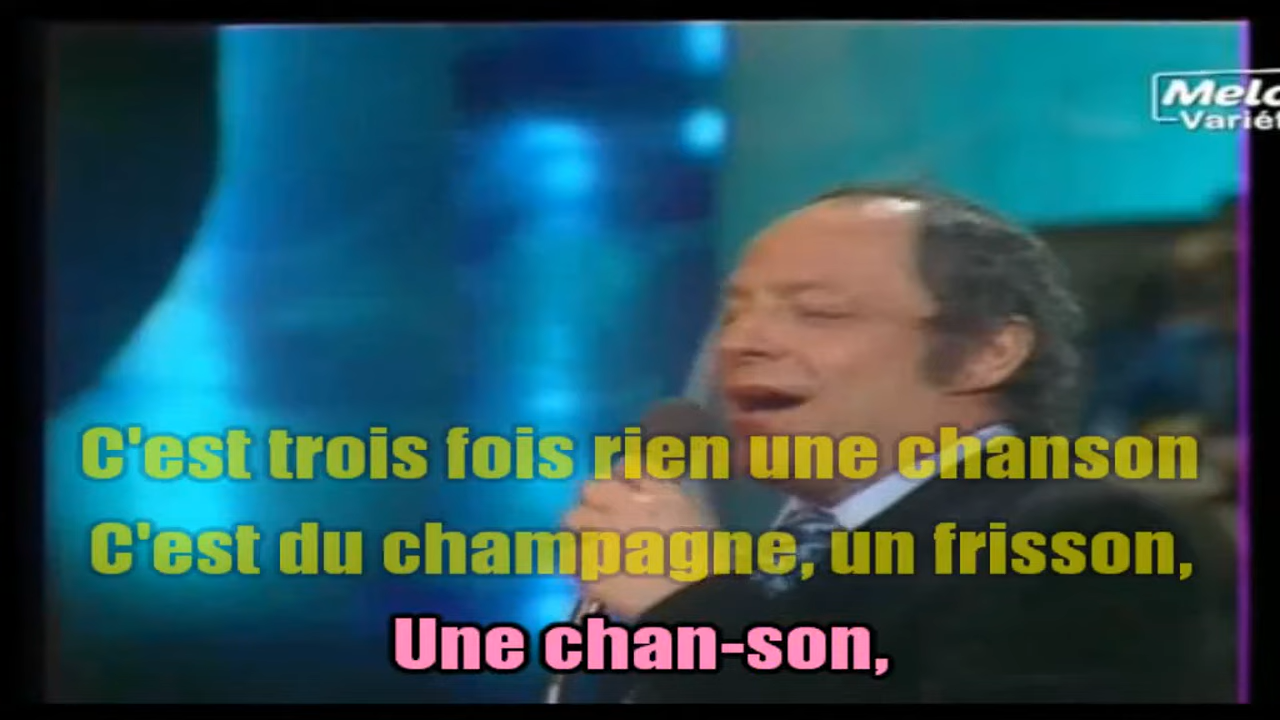 C'est trois fois rien une chanson
C'est du champagne, un frisson,
Une chan-son,